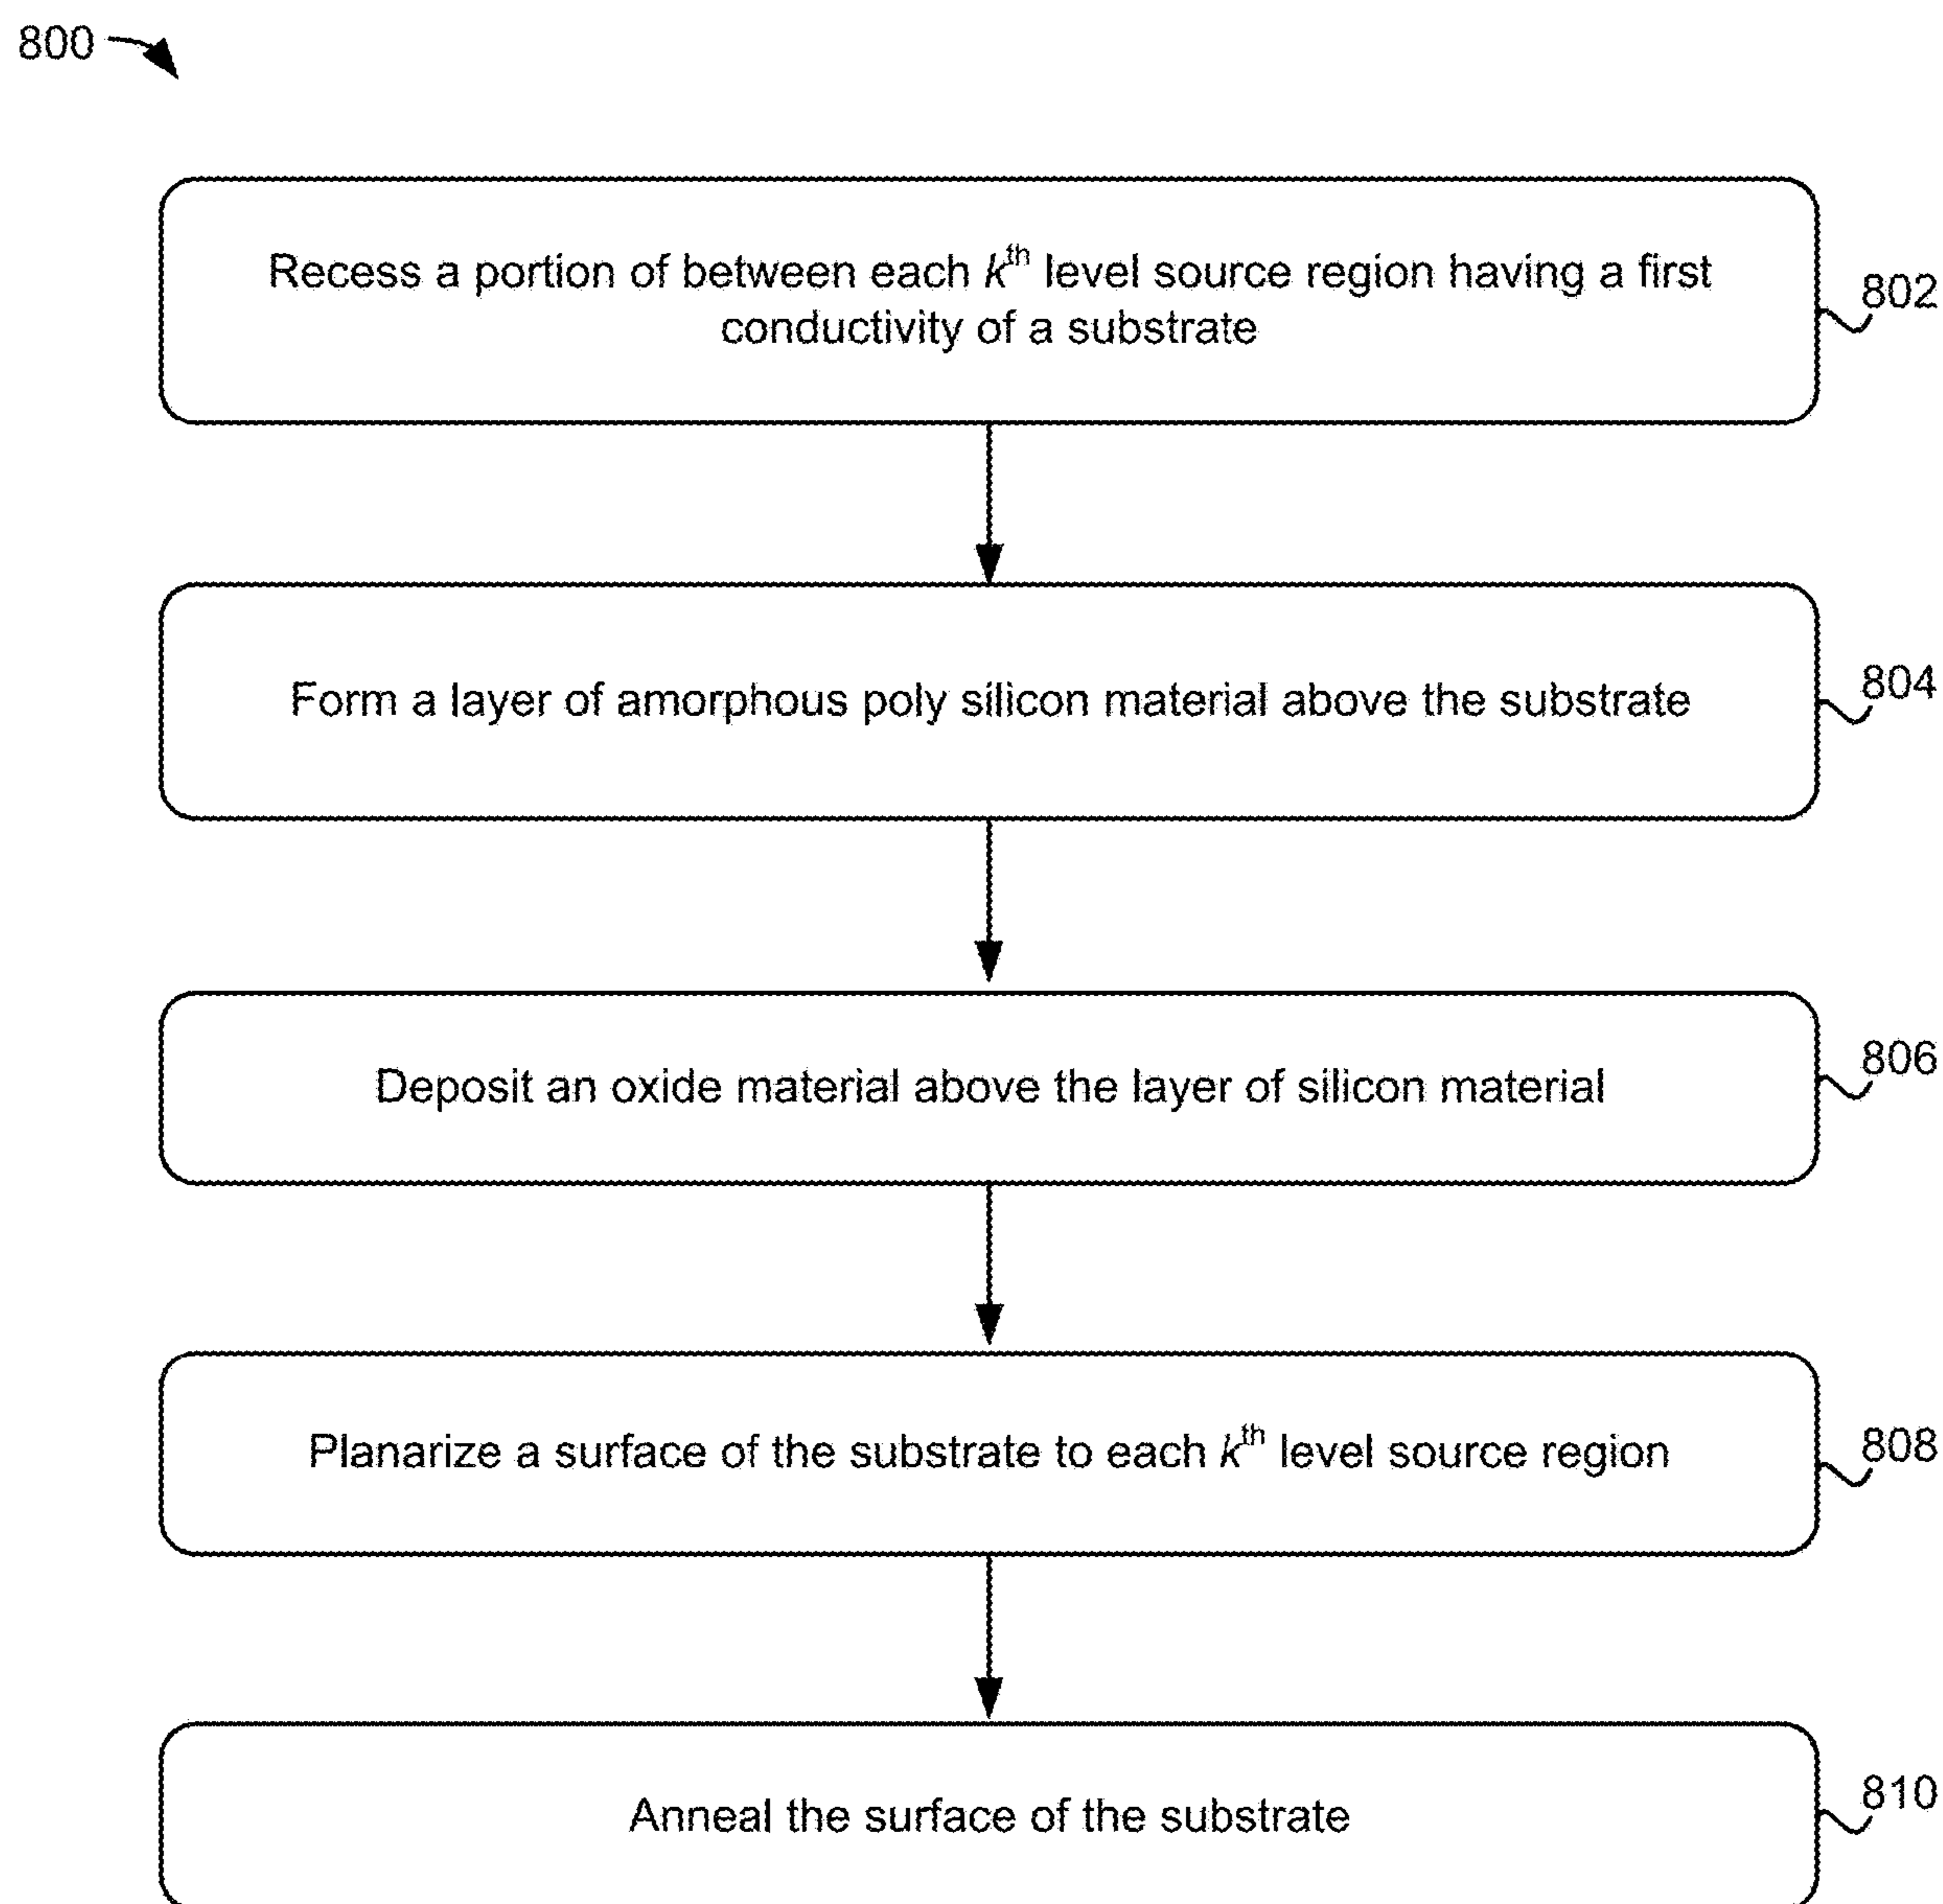 800
Recess a portion of between each kth level source region having a first
conductivity of a substrate
802
Form a layer of amorphous poly silicon material above the substrate
804
Deposit an oxide material above the layer of silicon material
806
Planarize a surface of the substrate to each kth level source region
808
Anneal the surface of the substrate
810